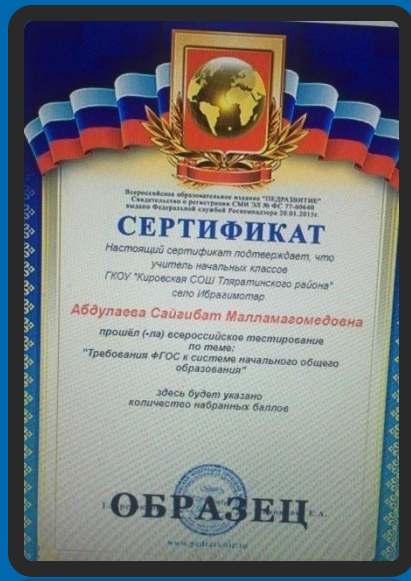 Всероссийское образовательное издание "ПЕДРАЗВИТИЕ"
Свидетельство о регистрации СМИ ЭЛ № ФС 77-60640
выдано Федеральной службой Роскомнадзора 20.01.2015г.
СЕРТИФИКАТ
Настоящий сертификат подтверждает, что
учитель начальных классов
ГКОУ "Кировская СОШ Тляратинского района"
село Ибрагимотар
Абдулаева Сайгибат Малламагомедовна
прошёл (-ла) всероссийское тестирование
по теме:
"Требования ФГОС к системе начального общего
образования"
здесь будет указано
количество набранных баллов
ОБРАЗЕЦ
www.pedrazvitie.ru